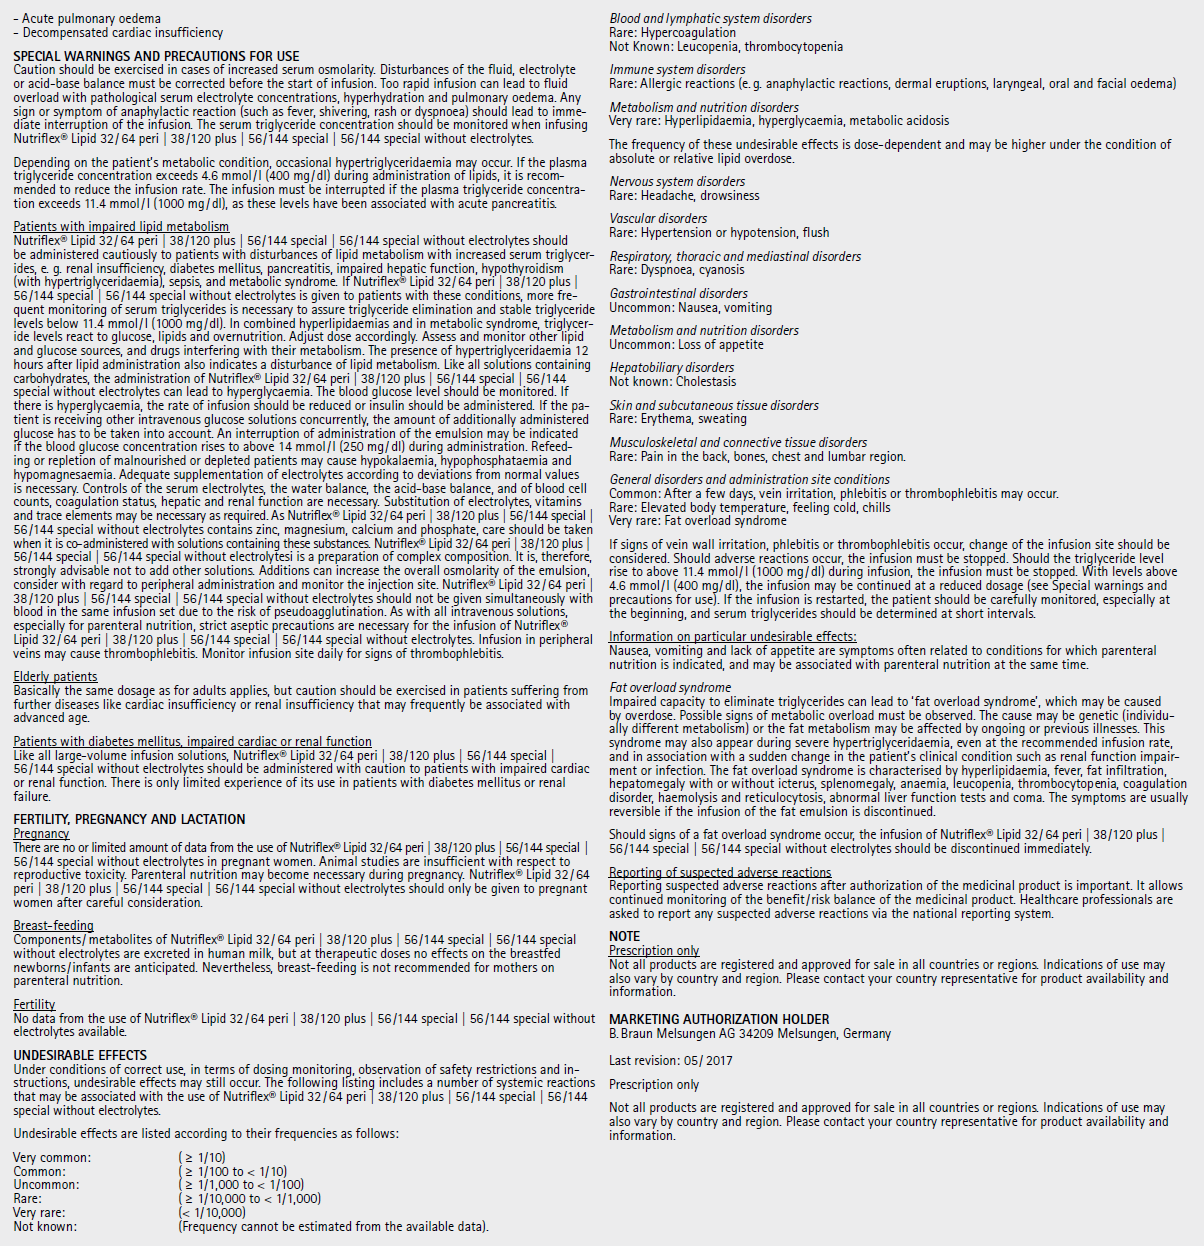 - Acute pulmonary oedema
- Decompensated cardiac insufficiency
SPECIAL WARNINGS AND PRECAUTIONS FOR USE
Caution should be exercised in cases of increased serum osmolarity. Disturbances of the fluid, electrolyte
or acid-base balance must be corrected before the start of infusion. Too rapid infusion can lead to fluid
overload with pathological serum electrolyte concentrations, hyperhydration and pulmonary oedema. Any
sign or symptom of anaphylactic reaction (such as fever, shivering, rash or dyspnoea) should lead to imme-
diate interruption of the infusion. The serum triglyceride concentration should be monitored when infusing
Nutriflex® Lipid 32/64 peri | 38/120 plus | 56/144 special | 56/144 special without electrolytes.
Depending on the patient's metabolic condition, occasional hypertriglyceridaemia may occur. If the plasma
triglyceride concentration exceeds 4.6 mmol/l (400 mg/dl) during administration of lipids, it is recom-
mended to reduce the infusion rate. The infusion must be interrupted if the plasma triglyceride concentra-
tion exceeds 11.4 mmol/l (1000 mg/dl), as these levels have been associated with acute pancreatitis.
Patients with impaired lipid metabolism
Nutriflex® Lipid 32/64 peri | 38/120 plus | 56/144 special | 56/144 special without electrolytes should
be administered cautiously to patients with disturbances of lipid metabolism with increased serum triglycer-
ides, e. g. renal insufficiency, diabetes mellitus, pancreatitis, impaired hepatic function, hypothyroidism
(with hypertriglyceridaemia), sepsis, and metabolic syndrome. If Nutriflex® Lipid 32/64 peri | 38/120 plus |
56/144 special | 56/144 special without electrolytes is given to patients with these conditions, more fre-
quent monitoring of serum triglycerides is necessary to assure triglyceride elimination and stable triglyceride
levels below 11.4 mmol/l (1000 mg/dl). In combined hyperlipidaemias and in metabolic syndrome, triglycer-
ide levels react to glucose, lipids and overnutrition. Adjust dose accordingly. Assess and monitor other lipid
and glucose sources, and drugs interfering with their metabolism. The presence of hypertriglyceridaemia 12
hours after lipid administration also indicates a disturbance of lipid metabolism. Like all solutions containing
carbohydrates, the administration of Nutriflex® Lipid 32/64 peri | 38/120 plus | 56/144 special | 56/144
special without electrolytes can lead to hyperglycaemia. The blood glucose level should be monitored. If
there is hyperglycaemia, the rate of infusion should be reduced or insulin should be administered. If the pa-
tient is receiving other intravenous glucose solutions concurrently, the amount of additionally administered
glucose has to be taken into account. An interruption of administration of the emulsion may be indicated
if the blood glucose concentration rises to above 14 mmol/l (250 mg/dl) during administration. Refeed-
ing or repletion of malnourished or depleted patients may cause hypokalaemia, hypophosphataemia and
hypomagnesaemia. Adequate supplementation of electrolytes according to deviations from normal values
is necessary. Controls of the serum electrolytes, the water balance, the acid-base balance, and of blood cell
counts, coagulation status, hepatic and renal function are necessary. Substitution of electrolytes, vitamins
and trace elements may be necessary as required. As Nutriflex® Lipid 32/64 peri | 38/120 plus | 56/144 special |
56/144 special without electrolytes contains zinc, magnesium, calcium and phosphate, care should be taken
when it is co-administered with solutions containing these substances. Nutriflex® Lipid 32/64 peri | 38/120 plus |
56/144 special | 56/144 special without electrolytesi is a preparation of complex composition. It is, therefore,
strongly advisable not to add other solutions. Additions can increase the overall osmolarity of the emulsion,
consider with regard to peripheral administration and monitor the injection site. Nutriflex® Lipid 32/64 peri |
38/120 plus | 56/144 special | 56/144 special without electrolytes should not be given simultaneously with
blood in the same infusion set due to the risk of pseudoagglutination. As with all intravenous solutions,
especially for parenteral nutrition, strict aseptic precautions are necessary for the infusion of Nutriflex®
Lipid 32/64 peri | 38/120 plus | 56/144 special | 56/144 special without electrolytes. Infusion in peripheral
veins may cause thrombophlebitis. Monitor infusion site daily for signs of thrombophlebitis.
Elderly patients
Basically the same dosage as for adults applies, but caution should be exercised in patients suffering from
further diseases like cardiac insufficiency or renal insufficiency that may frequently be associated with
advanced age.
Patients with diabetes mellitus, impaired cardiac or renal function
Like all large-volume infusion solutions, Nutriflex® Lipid 32/64 peri | 38/120 plus | 56/144 special |
56/144 special without electrolytes should be administered with caution to patients with impaired cardiac
or renal function. There is only limited experience of its use in patients with diabetes mellitus or renal
failure.
FERTILITY, PREGNANCY AND LACTATION
Pregnancy
There are no or limited amount of data from the use of Nutriflex® Lipid 32/64 peri | 38/120 plus | 56/144 special |
56/144 special without electrolytes in pregnant women. Animal studies are insufficient with respect to
reproductive toxicity. Parenteral nutrition may become necessary during pregnancy. Nutriflex® Lipid 32/64
peri | 38/120 plus | 56/144 special | 56/144 special without electrolytes should only be given to pregnant
women after careful consideration.
Breast-feeding
Components/metabolites of Nutriflex® Lipid 32/64 peri | 38/120 plus | 56/144 special | 56/144 special
without electrolytes are excreted in human milk, but at therapeutic doses no effects on the breastfed
newborns/infants are anticipated. Nevertheless, breast-feeding is not recommended for mothers on
parenteral nutrition.
Fertility
No data from the use of Nutriflex® Lipid 32/64 peri | 38/120 plus | 56/144 special | 56/144 special without
electrolytes available.
UNDESIRABLE EFFECTS
Under conditions of correct use, in terms of dosing monitoring, observation of safety restrictions and in-
structions, undesirable effects may still occur. The following listing includes a number of systemic reactions
that may be associated with the use of Nutriflex® Lipid 32/64 peri | 38/120 plus | 56/144 special | 56/144
special without electrolytes.
Undesirable effects are listed according to their frequencies as follows:
Very common: ( ≥ 1/10)
Common: ( ≥ 1/100 to < 1/10)
Uncommon: ( ≥ 1/1,000 to < 1/100)
Rare: ( ≥ 1/10,000 to < 1/1,000)
Very rare: (< 1/10,000)
Not known: (Frequency cannot be estimated from the available data).
Blood and lymphatic system disorders
Rare: Hypercoagulation
Not Known: Leucopenia, thrombocytopenia
Immune system disorders
Rare: Allergic reactions (e. g. anaphylactic reactions, dermal eruptions, laryngeal, oral and facial oedema)
Metabolism and nutrition disorders
Very rare: Hyperlipidaemia, hyperglycaemia, metabolic acidosis
The frequency of these undesirable effects is dose-dependent and may be higher under the condition of
absolute or relative lipid overdose.
Nervous system disorders
Rare: Headache, drowsiness
Vascular disorders
Rare: Hypertension or hypotension, flush
Respiratory, thoracic and mediastinal disorders
Rare: Dyspnoea, cyanosis
Gastrointestinal disorders
Uncommon: Nausea, vomiting
Metabolism and nutrition disorders
Uncommon: Loss of appetite
Hepatobiliary disorders
Not known: Cholestasis
Skin and subcutaneous tissue disorders
Rare: Erythema, sweating
Musculoskeletal and connective tissue disorders
Rare: Pain in the back, bones, chest and lumbar region.
General disorders and administration site conditions
Common: After a few days, vein irritation, phlebitis or thrombophlebitis may occur.
Rare: Elevated body temperature, feeling cold, chills
Very rare: Fat overload syndrome
If signs of vein wall irritation, phlebitis or thrombophlebitis occur, change of the infusion site should be
considered. Should adverse reactions occur, the infusion must be stopped. Should the triglyceride level
rise to above 11.4 mmol/l (1000 mg/dl) during infusion, the infusion must be stopped. With levels above
4.6 mmol/l (400 mg/dl), the infusion may be continued at a reduced dosage (see Special warnings and
precautions for use). If the infusion is restarted, the patient should be carefully monitored, especially at
the beginning, and serum triglycerides should be determined at short intervals.
Information on particular undesirable effects:
Nausea, vomiting and lack of appetite are symptoms often related to conditions for which parenteral
nutrition is indicated, and may be associated with parenteral nutrition at the same time.
Fat overload syndrome
Impaired capacity to eliminate triglycerides can lead to 'fat overload syndrome', which may be caused
by overdose. Possible signs of metabolic overload must be observed. The cause may be genetic (individu-
ally different metabolism) or the fat metabolism may be affected by ongoing or previous illnesses. This
syndrome may also appear during severe hypertriglyceridaemia, even at the recommended infusion rate,
and in association with a sudden change in the patient's clinical condition such as renal function impair-
ment or infection. The fat overload syndrome is characterised by hyperlipidaemia, fever, fat infiltration,
hepatomegaly with or without icterus, splenomegaly, anaemia, leucopenia, thrombocytopenia, coagulation
disorder, haemolysis and reticulocytosis, abnormal liver function tests and coma. The symptoms are usually
reversible if the infusion of the fat emulsion is discontinued.
Should signs of a fat overload syndrome occur, the infusion of Nutriflex® Lipid 32/64 peri | 38/120 plus |
56/144 special | 56/144 special without electrolytes should be discontinued immediately.
Reporting of suspected adverse reactions
Reporting suspected adverse reactions after authorization of the medicinal product is important. It allows
continued monitoring of the benefit/risk balance of the medicinal product. Healthcare professionals are
asked to report any suspected adverse reactions via the national reporting system.
NOTE
Prescription only
Not all products are registered and approved for sale in all countries or regions. Indications of use may
also vary by country and region. Please contact your country representative for product availability and
information.
MARKETING AUTHORIZATION HOLDER
B. Braun Melsungen AG 34209 Melsungen, Germany
Last revision: 05/2017
Prescription only
Not all products are registered and approved for sale in all countries or regions. Indications of use may
also vary by country and region. Please contact your country representative for product availability and
information.